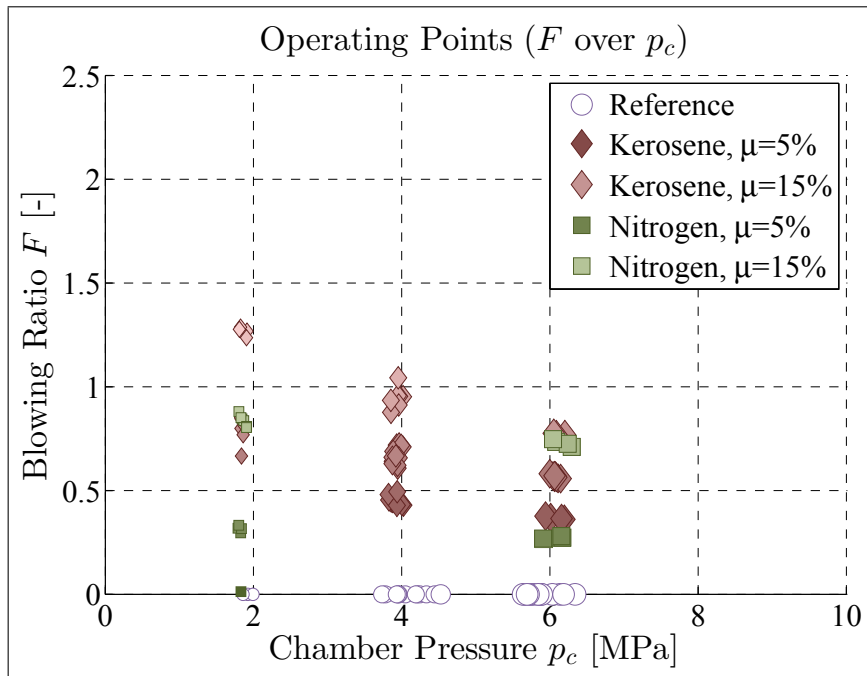 Operating Points (F over p_c)
2.5
2
1.5
1
0.5
0
Blowing Ratio F [-]
Reference
Kerosene, μ=5%
Kerosene, μ=15%
Nitrogen, μ=5%
Nitrogen, μ=15%
0 2 4 6 8 10
Chamber Pressure p_c [MPa]